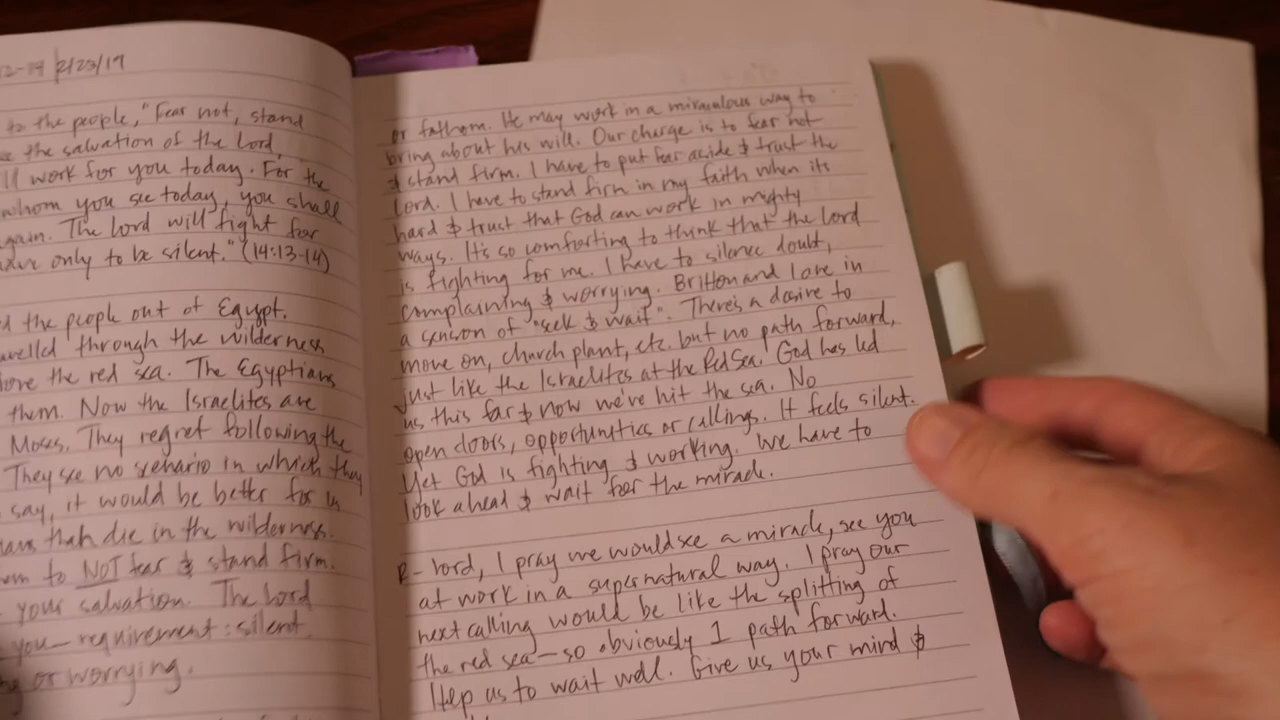 12-14 | 2/23/19
to the people, "Fear not, stand
the salvation of the Lord,
work for you today. For the
whom you see today, you shall
again. The Lord will fight for
have only to be silent." (14:13-14)
the people out of Egypt.
travelled through the wilderness
the red sea. The Egyptians
them. Now the Israelites are
Moses. They regret following the
They see no scenario in which they
say, it would be better for us
than die in the wilderness.
them to NOT fear & stand firm.
your salvation. The Lord
you - requirement: silent.
or worrying.
or fathom. He may work in a miraculous way to
bring about his will. Our charge is to fear not
& stand firm. I have to put fear aside & trust the
Lord. I have to stand firm in my faith when its
hard & trust that God can work in mighty
ways. It's so comforting to think that the Lord
is fighting for me. I have to silence doubt,
complaining & worrying. Britton and I are in
a season of "seek & wait". There's a desire to
move on, church plant, etc. but no path forward,
just like the Israelites at the Red Sea. God has led
us this far & now we've hit the sea. No
open doors, opportunities or callings. It feels silent.
Yet God is fighting & working. We have to
look ahead & wait for the miracle.
R- Lord, I pray we would see a miracle, see you
at work in a supernatural way. I pray our
next calling would be like the splitting of
the red sea - so obviously 1 path forward.
Help us to wait well. Give us your mind &